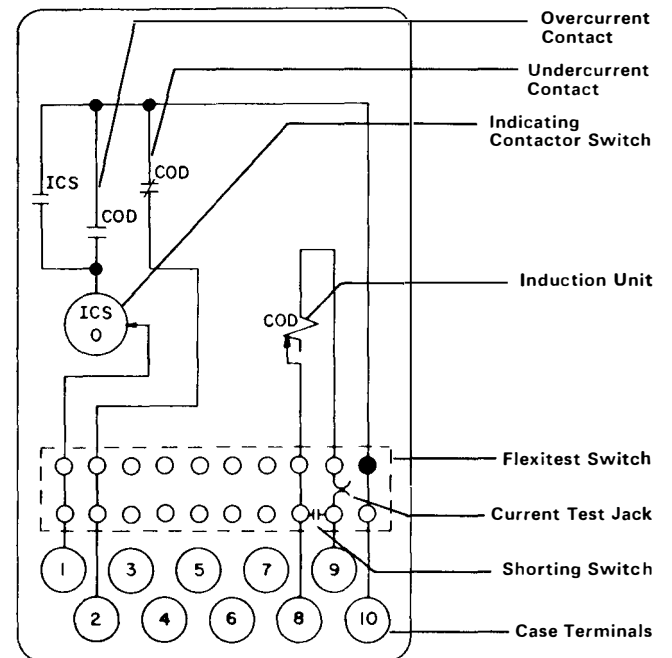 Overcurrent
Contact
Undercurrent
Contact
Indicating
Contactor Switch
ICS
COD
COD
ICS
O
Induction Unit
COD
Flexitest Switch
Current Test Jack
Shorting Switch
1
3
5
7
9
2
4
6
8
10
Case Terminals